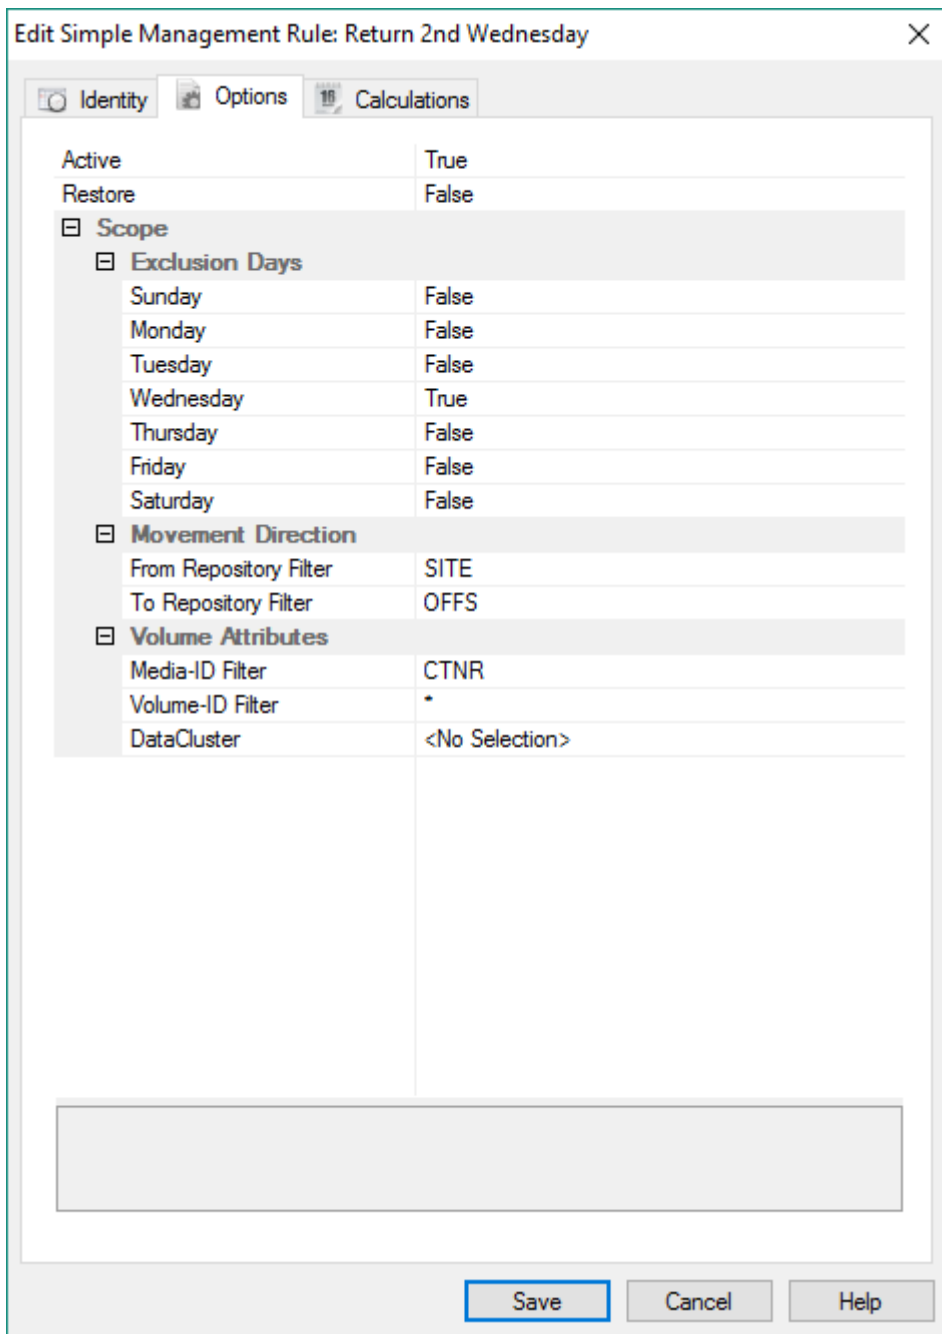 Edit Simple Management Rule: Return 2nd Wednesday
Identity Options 16 Calculations
Active True
Restore False
Scope
Exclusion Days
Sunday False
Monday False
Tuesday False
Wednesday True
Thursday False
Friday False
Saturday False
Movement Direction
From Repository Filter SITE
To Repository Filter OFFS
Volume Attributes
Media-ID Filter CTNR
Volume-ID Filter *
DataCluster <No Selection>
Save Cancel Help